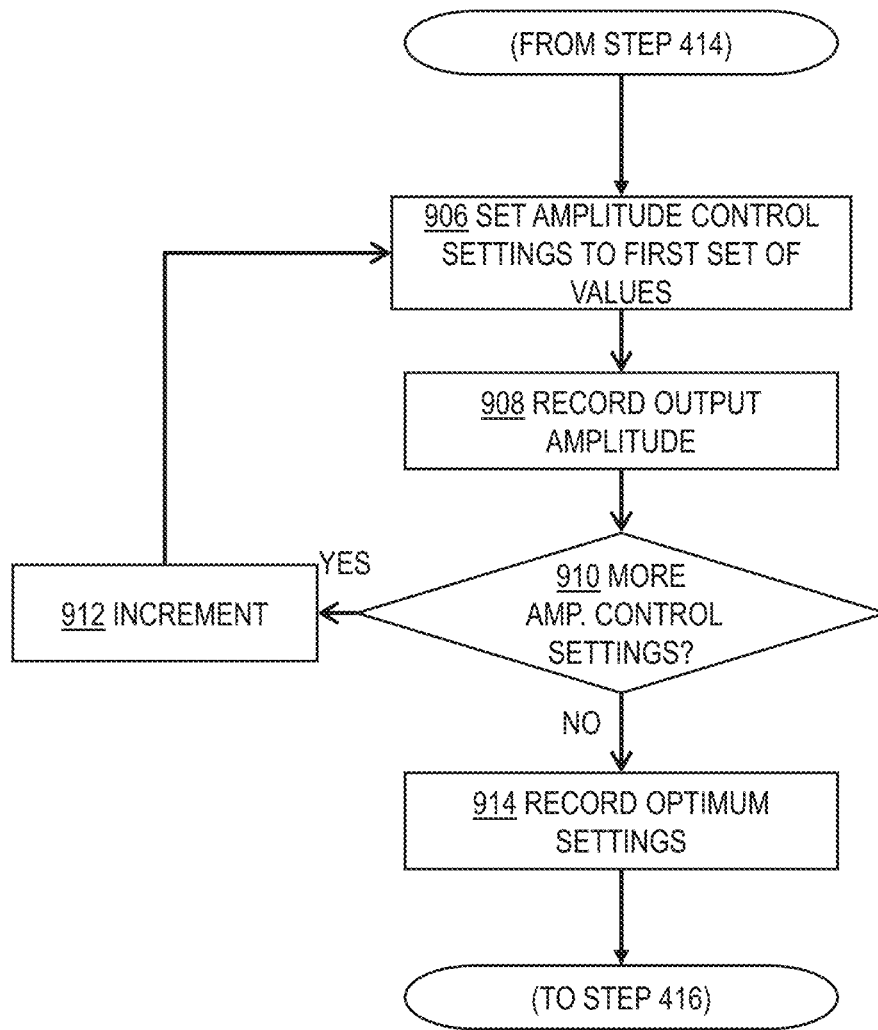 (FROM STEP 414)
906 SET AMPLITUDE CONTROL
SETTINGS TO FIRST SET OF
VALUES
908 RECORD OUTPUT
AMPLITUDE
910 MORE
AMP. CONTROL
SETTINGS?
YES
912 INCREMENT
NO
914 RECORD OPTIMUM
SETTINGS
(TO STEP 416)